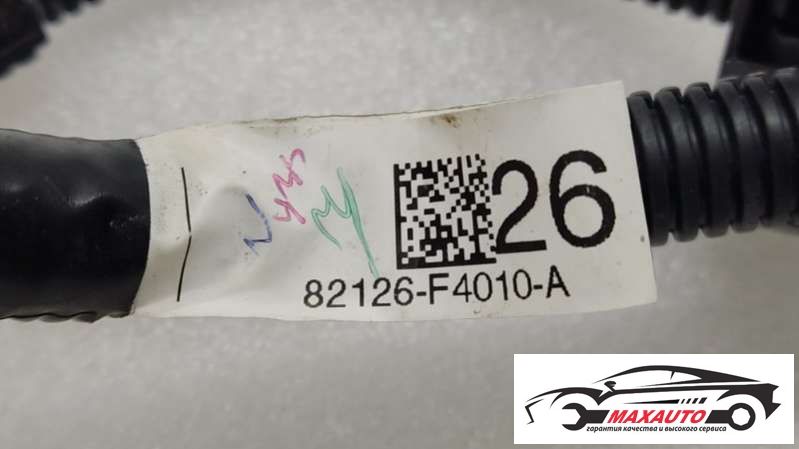 26
82126-F4010-A
MAXAUTO
гарантия качества и высокого сервиса